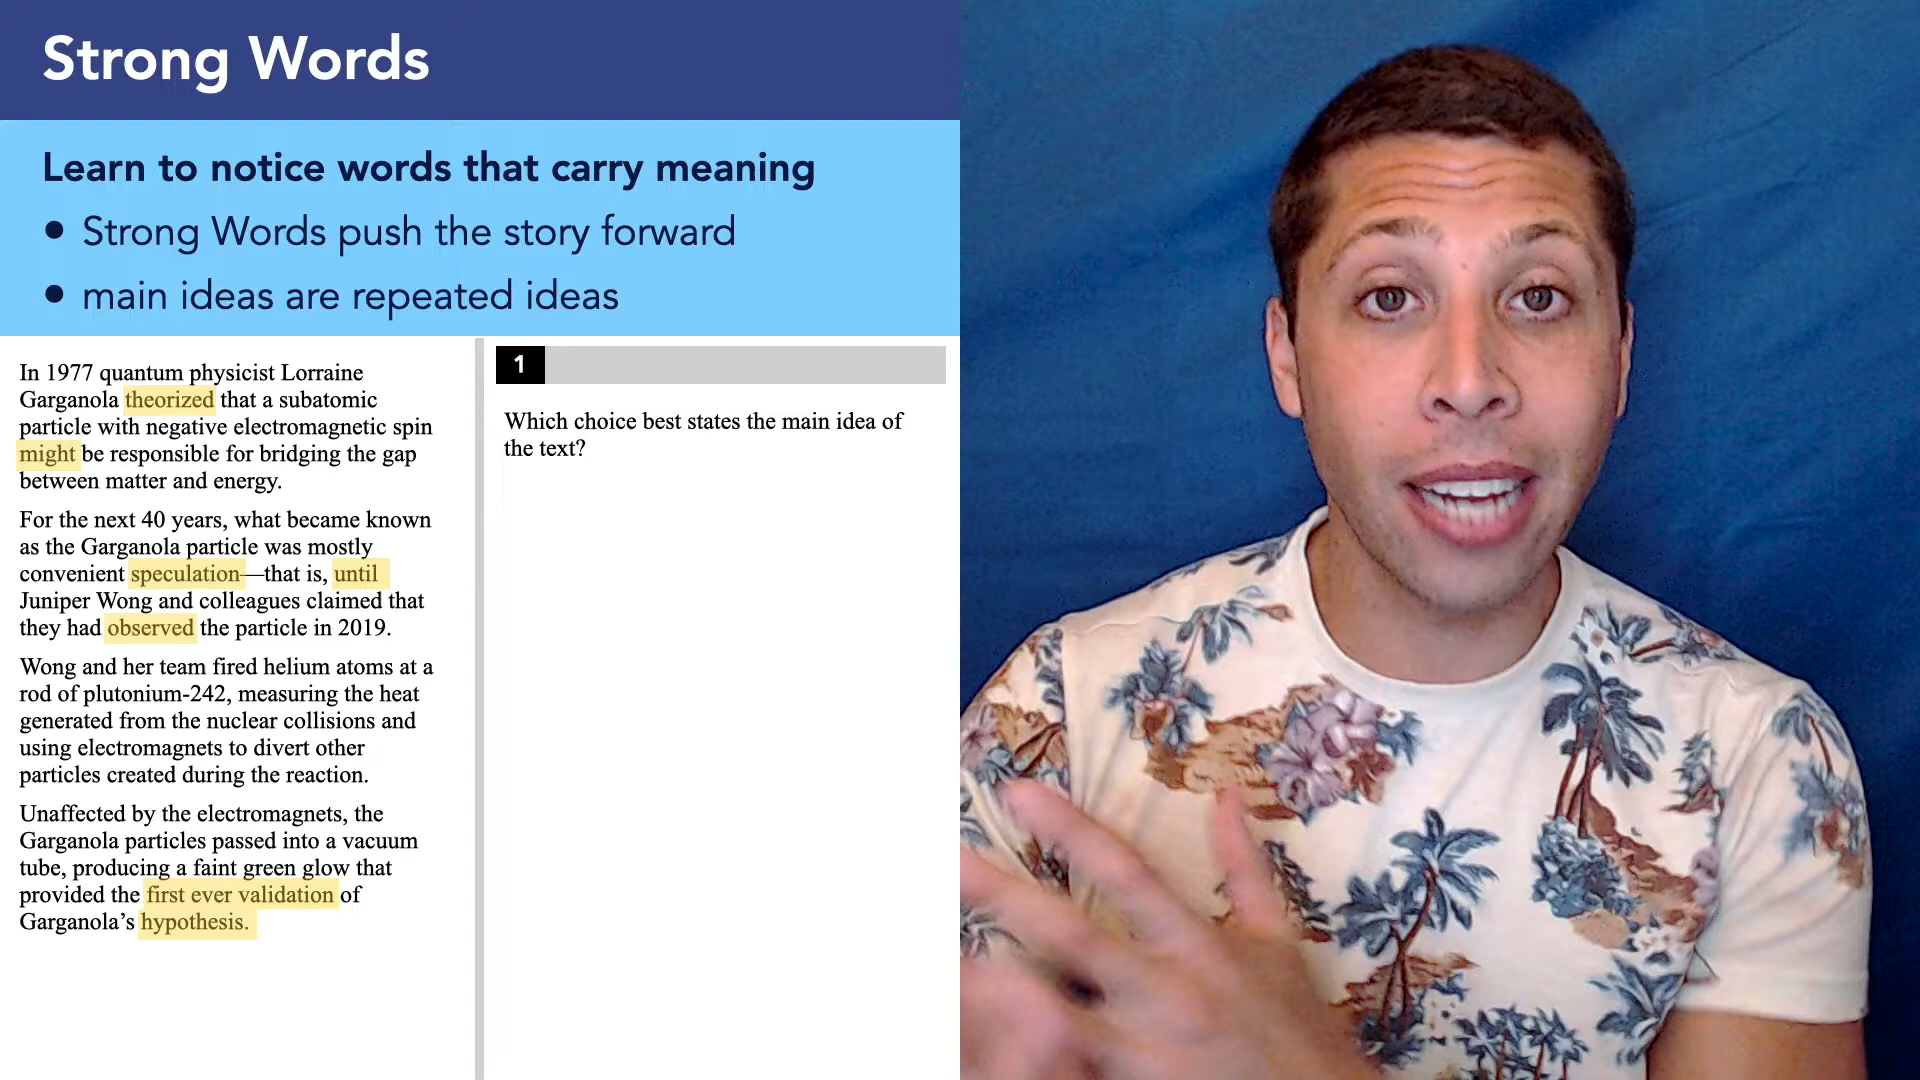 Strong Words
Learn to notice words that carry meaning
• Strong Words push the story forward
• main ideas are repeated ideas
In 1977 quantum physicist Lorraine
Garganola theorized that a subatomic
particle with negative electromagnetic spin
might be responsible for bridging the gap
between matter and energy.
For the next 40 years, what became known
as the Garganola particle was mostly
convenient speculation—that is, until
Juniper Wong and colleagues claimed that
they had observed the particle in 2019.
Wong and her team fired helium atoms at a
rod of plutonium-242, measuring the heat
generated from the nuclear collisions and
using electromagnets to divert other
particles created during the reaction.
Unaffected by the electromagnets, the
Garganola particles passed into a vacuum
tube, producing a faint green glow that
provided the first ever validation of
Garganola’s hypothesis.
1
Which choice best states the main idea of
the text?